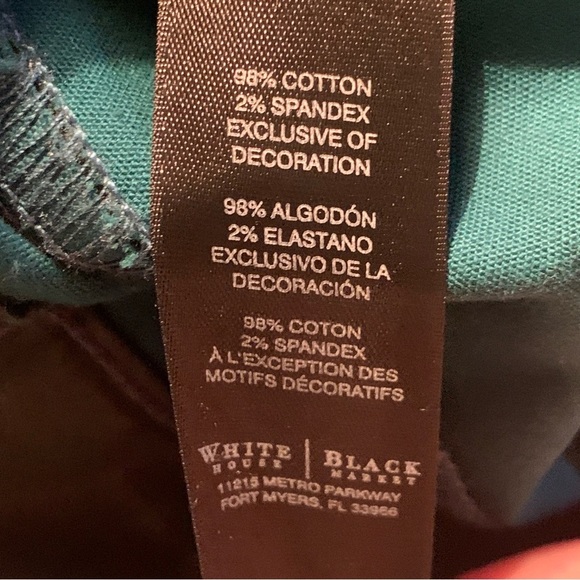 98% COTTON
2% SPANDEX
EXCLUSIVE OF
DECORATION
98% ALGODÓN
2% ELASTANO
EXCLUSIVO DE LA
DECORACIÓN
98% COTON
2% SPANDEX
À L'EXCEPTION DES
MOTIFS DÉCORATIFS
WHITE | BLACK
HOUSE MARKET
11215 METRO PARKWAY
FORT MYERS, FL 33966